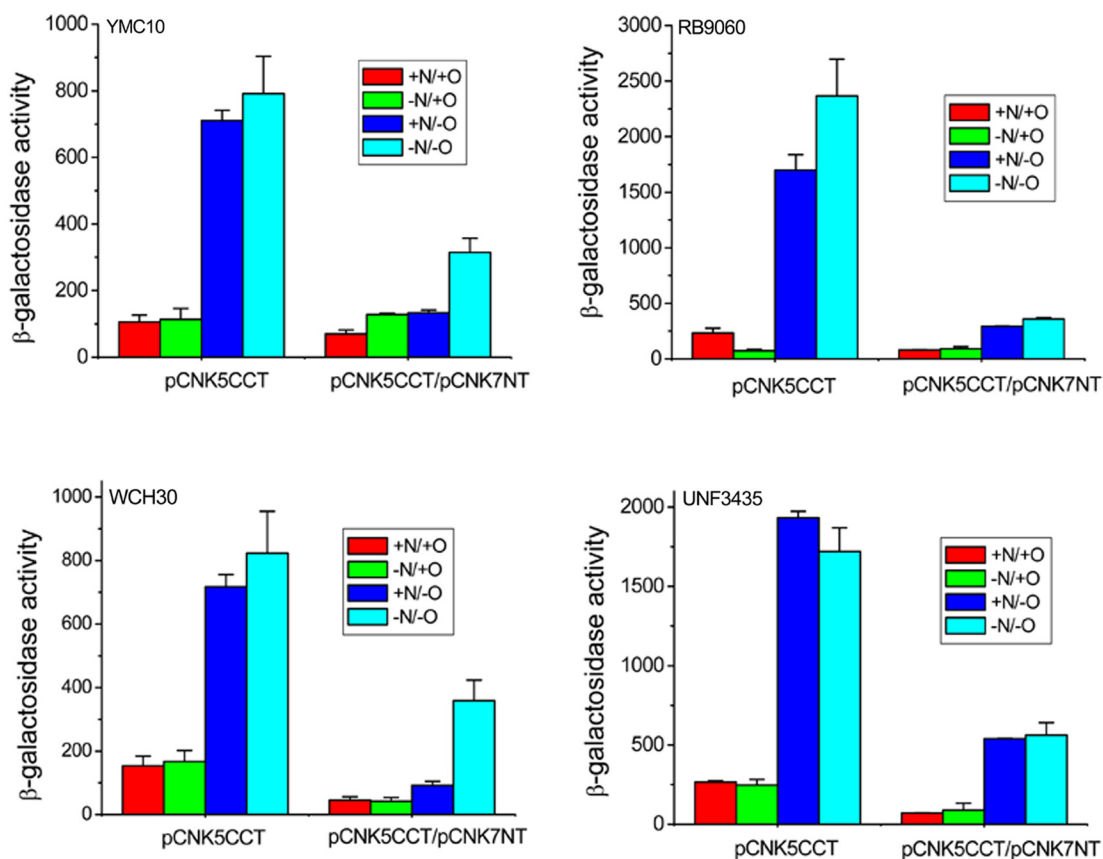 YMC10
β-galactosidase activity
1000
800
600
400
200
0
+N/+O
-N/+O
+N/-O
-N/-O
pCNK5CCT
pCNK5CCT/pCNK7NT
RB9060
β-galactosidase activity
3000
2500
2000
1500
1000
500
0
+N/+O
-N/+O
+N/-O
-N/-O
pCNK5CCT
pCNK5CCT/pCNK7NT
WCH30
β-galactosidase activity
1000
800
600
400
200
0
+N/+O
-N/+O
+N/-O
-N/-O
pCNK5CCT
pCNK5CCT/pCNK7NT
UNF3435
β-galactosidase activity
2000
1500
1000
500
0
+N/+O
-N/+O
+N/-O
-N/-O
pCNK5CCT
pCNK5CCT/pCNK7NT